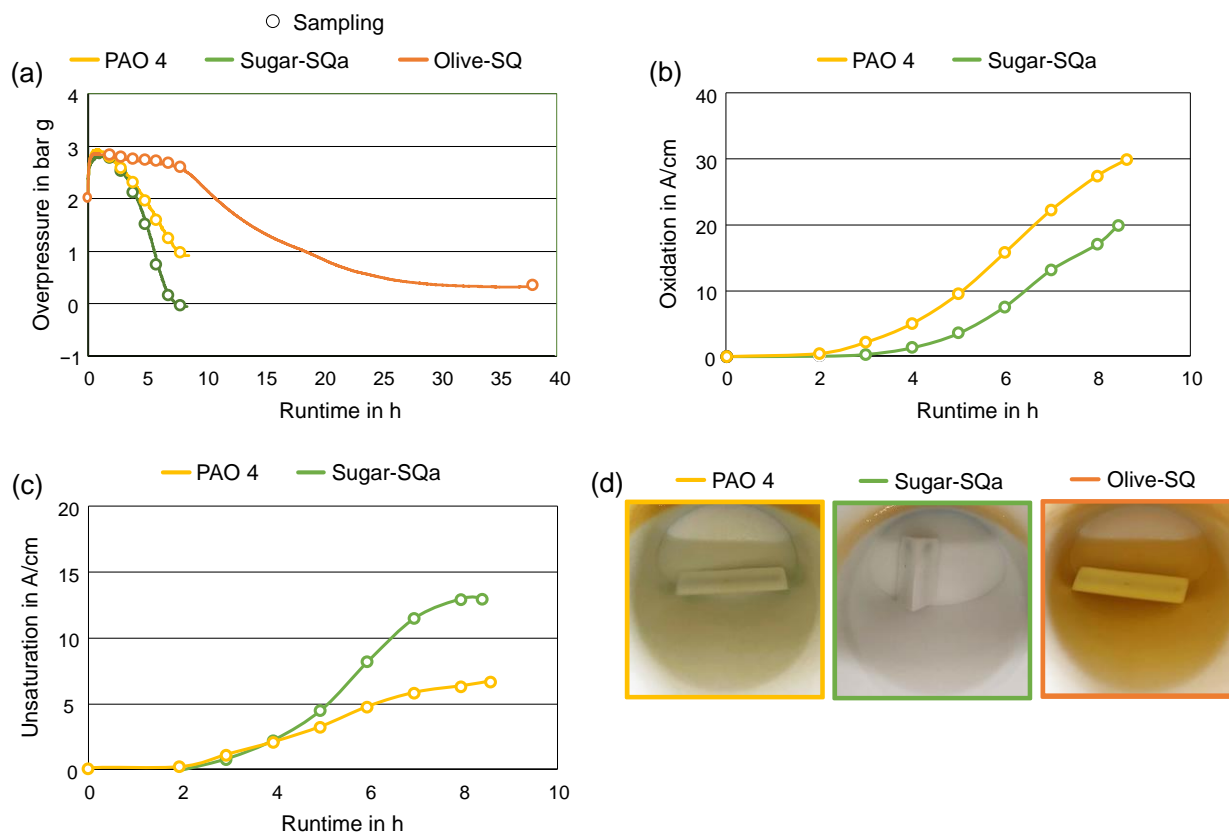 Sampling
PAO 4 Sugar-SQa Olive-SQ
(a)
Overpressure in bar g
4
3
2
1
0
−1
0 5 10 15 20 25 30 35 40
Runtime in h
PAO 4 Sugar-SQa
(b)
Oxidation in A/cm
40
30
20
10
0
0 2 4 6 8 10
Runtime in h
PAO 4 Sugar-SQa
(c)
Unsaturation in A/cm
20
15
10
5
0
0 2 4 6 8 10
Runtime in h
(d)
PAO 4 Sugar-SQa Olive-SQ